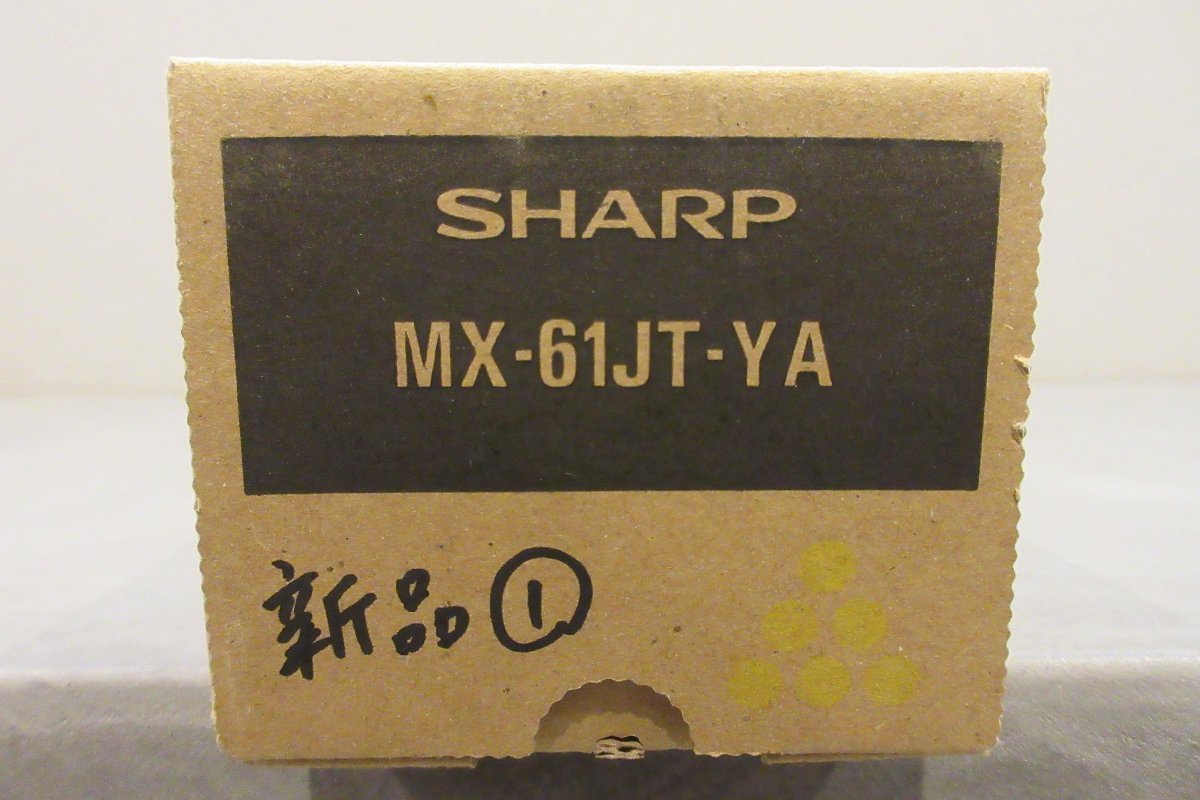 SHARP
MX-61JT-YA
新品①